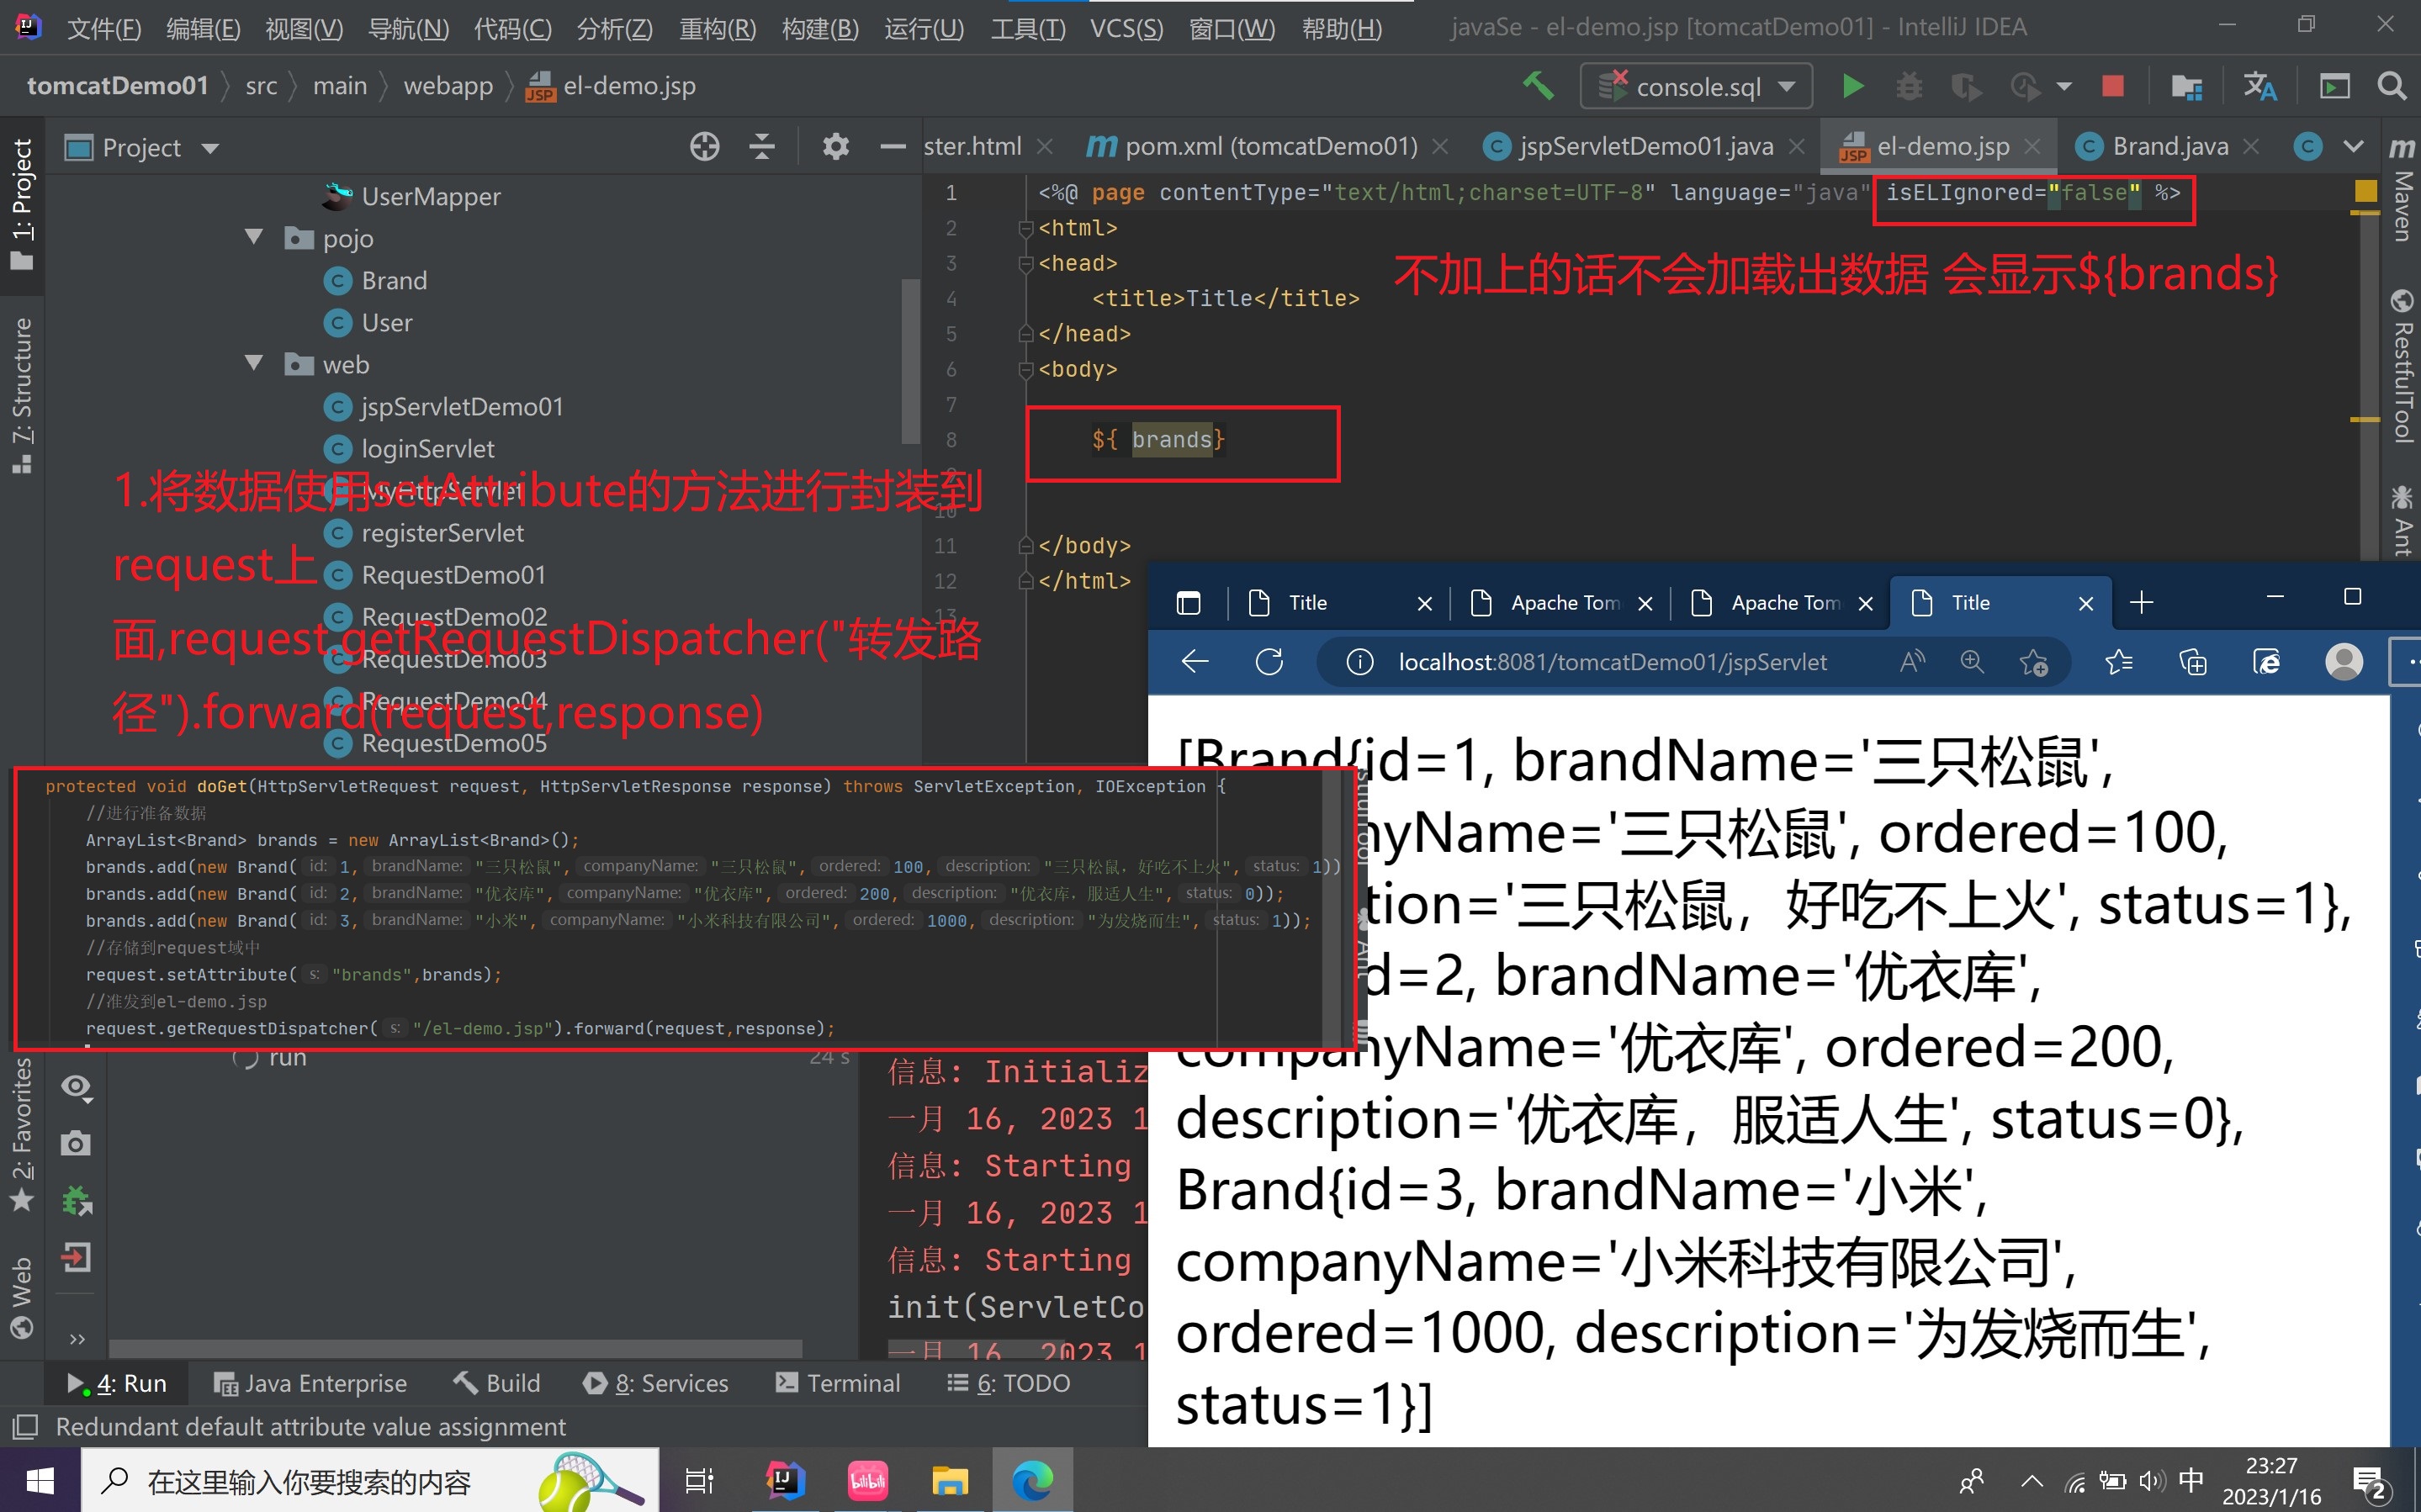 文件(F) 编辑(E) 视图(V) 导航(N) 代码(C) 分析(Z) 重构(R) 构建(B) 运行(U) 工具(T) VCS(S) 窗口(W) 帮助(H) javaSe - el-demo.jsp [tomcatDemo01] - IntelliJ IDEA
tomcatDemo01 src main webapp el-demo.jsp console.sql
1: Project
7: Structure
Project
UserMapper
pojo
Brand
User
web
jspServletDemo01
loginServlet
MyHttpServlet
registerServlet
RequestDemo01
RequestDemo02
RequestDemo03
RequestDemo04
RequestDemo05
1.将数据使用setAttribute的方法进行封装到
request上
面,request.getRequestDispatcher("转发路
径").forward(request,response)
ster.html pom.xml (tomcatDemo01) jspServletDemo01.java el-demo.jsp Brand.java
1 <%@ page contentType="text/html;charset=UTF-8" language="java" isELIgnored="false" %>
2 <html>
3 <head>
4 <title>Title</title>
5 </head>
6 <body>
7
8 ${ brands}
10
11 </body>
12 </html>
13
不加上的话不会加载出数据 会显示${brands}
Maven
RestfulTool
Ant
protected void doGet(HttpServletRequest request, HttpServletResponse response) throws ServletException, IOException {
//进行准备数据
ArrayList<Brand> brands = new ArrayList<Brand>();
brands.add(new Brand( id: 1, brandName: "三只松鼠", companyName: "三只松鼠", ordered: 100, description: "三只松鼠，好吃不上火", status: 1))
brands.add(new Brand( id: 2, brandName: "优衣库", companyName: "优衣库", ordered: 200, description: "优衣库，服适人生", status: 0));
brands.add(new Brand( id: 3, brandName: "小米", companyName: "小米科技有限公司", ordered: 1000, description: "为发烧而生", status: 1));
//存储到request域中
request.setAttribute( s: "brands",brands);
//准发到el-demo.jsp
request.getRequestDispatcher( s: "/el-demo.jsp").forward(request,response);
Title Apache Tom Apache Tom Title
localhost:8081/tomcatDemo01/jspServlet
[Brand{id=1, brandName='三只松鼠',
nyName='三只松鼠', ordered=100,
tion='三只松鼠，好吃不上火', status=1},
d=2, brandName='优衣库',
companyName='优衣库', ordered=200,
description='优衣库，服适人生', status=0},
Brand{id=3, brandName='小米',
companyName='小米科技有限公司',
ordered=1000, description='为发烧而生',
status=1}]
2: Favorites
Web
run 24 s
信息: Initializ
一月 16, 2023 1
信息: Starting
一月 16, 2023 1
信息: Starting
init(ServletCo
一月 16, 2023 1
4: Run Java Enterprise Build 8: Services Terminal 6: TODO
Redundant default attribute value assignment
在这里输入你要搜索的内容
bilibili
中
23:27
2023/1/16
2